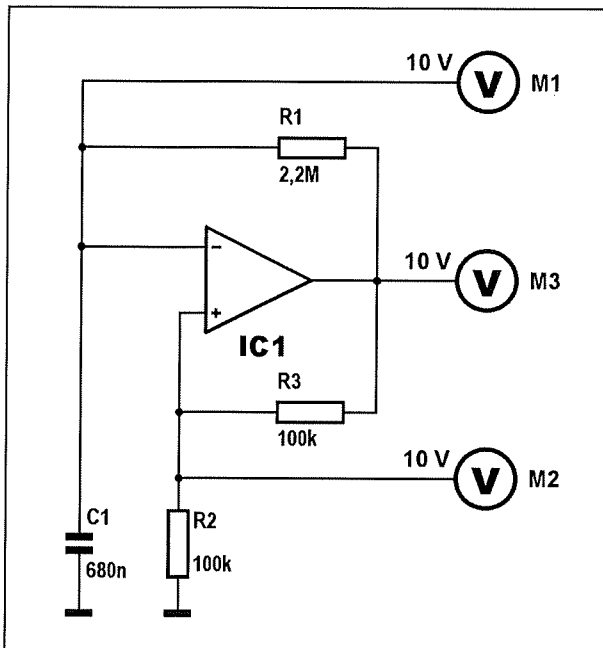 10 V
V M1
R1
2,2M
−
10 V
V M3
+
IC1
R3
100k
10 V
V M2
C1
R2
680n
100k